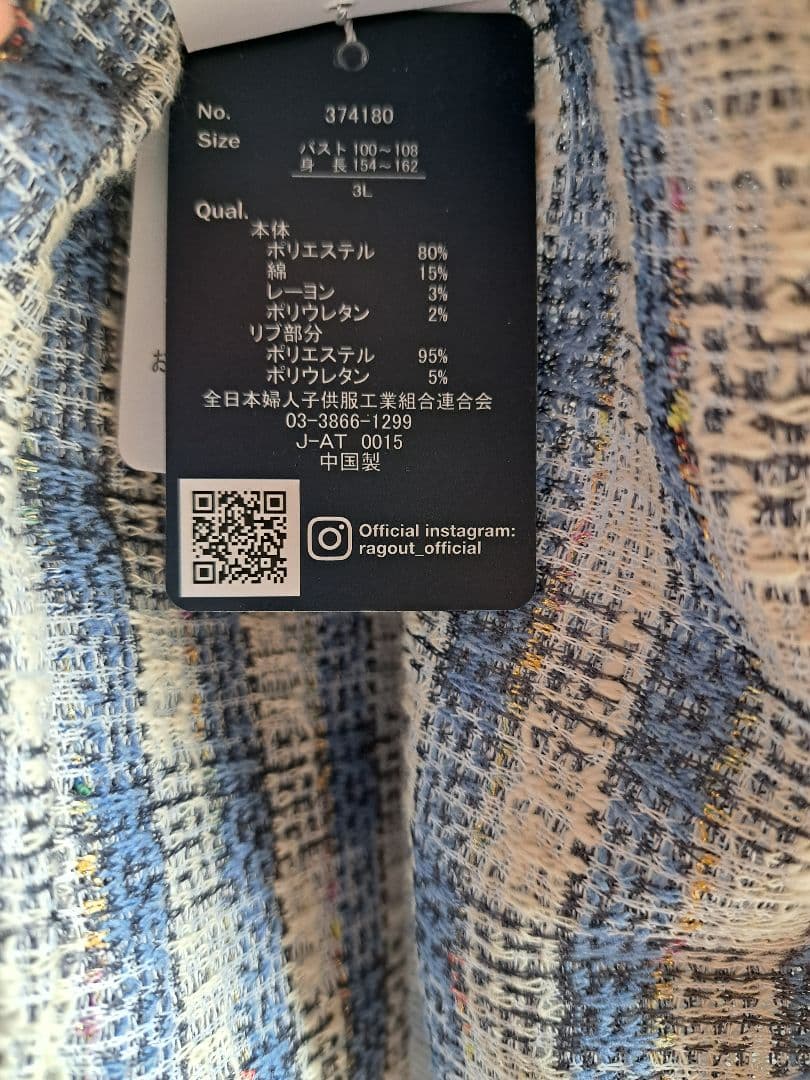 No. 374180
Size バスト 100～108
身 長 154～162
3L
Qual.
本体
ポリエステル 80%
綿 15%
レーヨン 3%
ポリウレタン 2%
リブ部分
ポリエステル 95%
ポリウレタン 5%
全日本婦人子供服工業組合連合会
03-3866-1299
J-AT 0015
中国製
Official instagram:
ragout_official
お